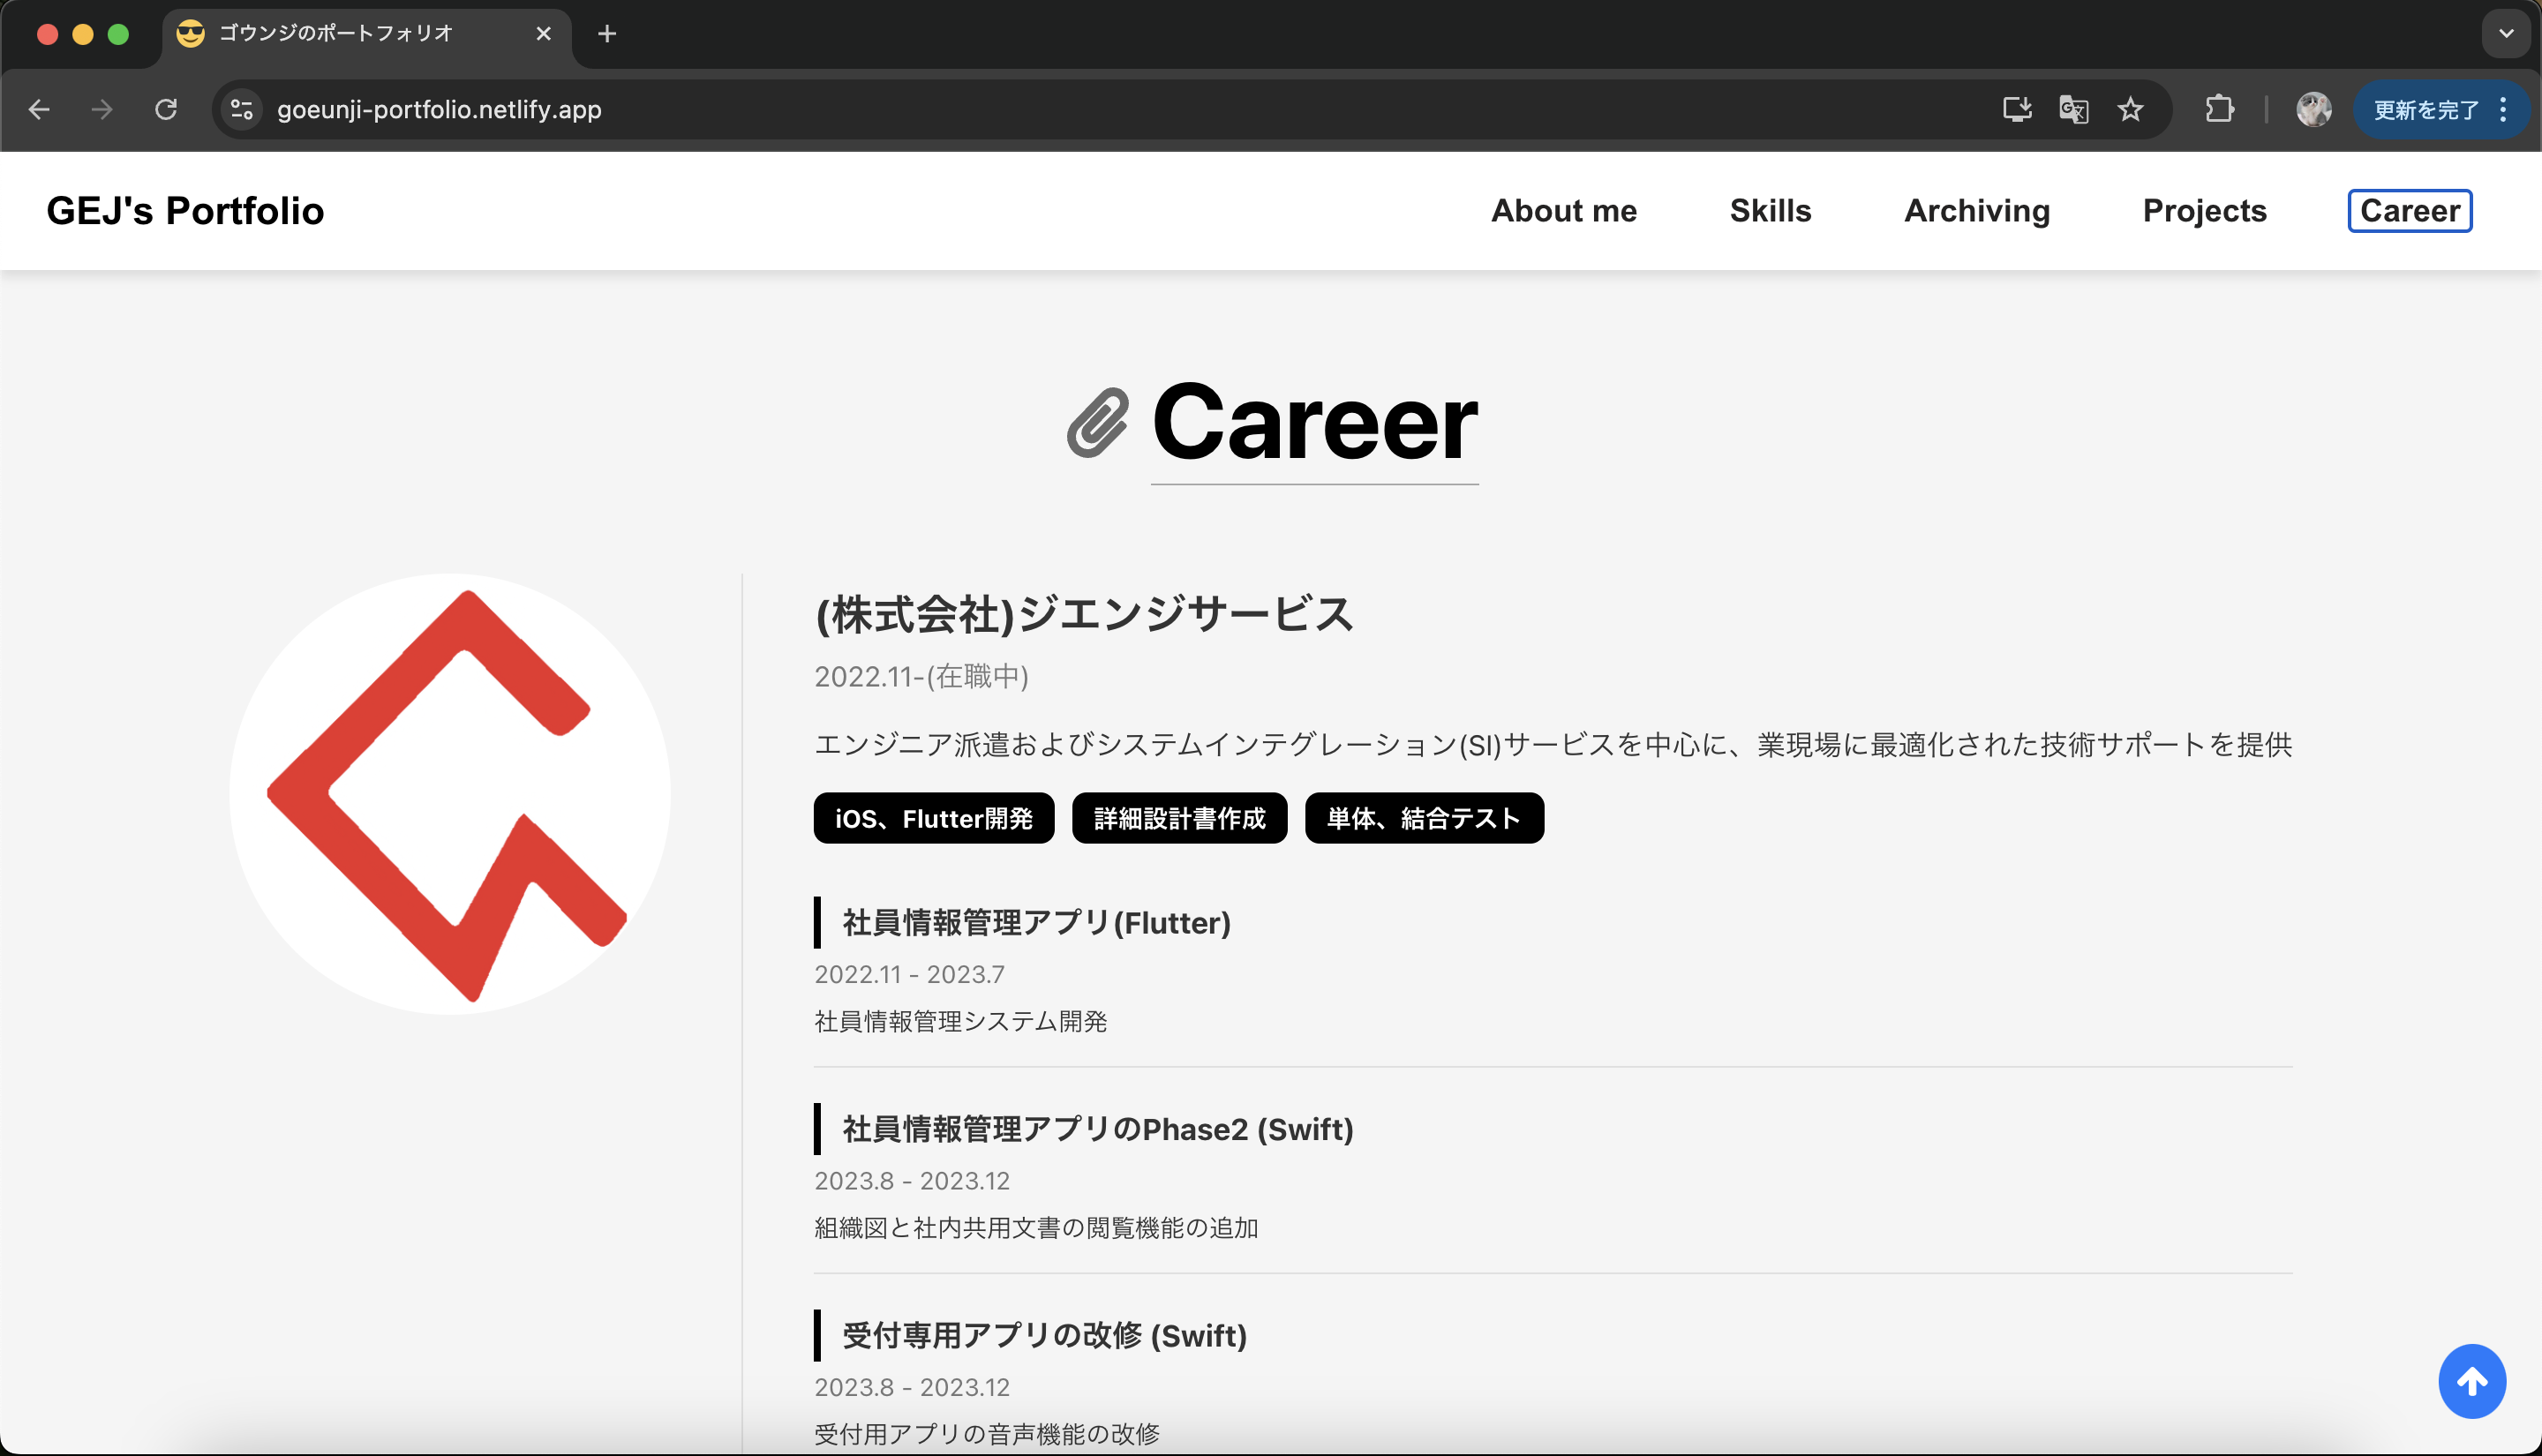 ゴウンジのポートフォリオ
goeunji-portfolio.netlify.app
更新を完了
GEJ's Portfolio
About me
Skills
Archiving
Projects
Career
Career
(株式会社)ジエンジサービス
2022.11-(在職中)
エンジニア派遣およびシステムインテグレーション(SI)サービスを中心に、業現場に最適化された技術サポートを提供
iOS、Flutter開発
詳細設計書作成
単体、結合テスト
社員情報管理アプリ(Flutter)
2022.11 - 2023.7
社員情報管理システム開発
社員情報管理アプリのPhase2 (Swift)
2023.8 - 2023.12
組織図と社内共用文書の閲覧機能の追加
受付専用アプリの改修 (Swift)
2023.8 - 2023.12
受付用アプリの音声機能の改修